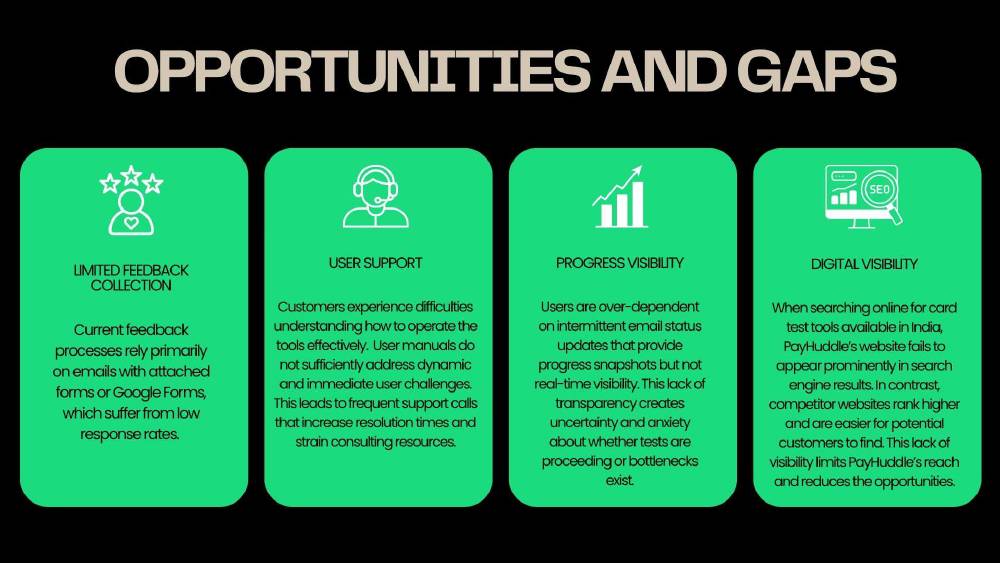 OPPORTUNITIES AND GAPS
LIMITED FEEDBACK
COLLECTION
Current feedback
processes rely primarily
on emails with attached
forms or Google Forms,
which suffer from low
response rates.
USER SUPPORT
Customers experience difficulties
understanding how to operate the
tools effectively. User manuals do
not sufficiently address dynamic
and immediate user challenges.
This leads to frequent support calls
that increase resolution times and
strain consulting resources.
PROGRESS VISIBILITY
Users are over-dependent
on intermittent email status
updates that provide
progress snapshots but not
real-time visibility. This lack of
transparency creates
uncertainty and anxiety
about whether tests are
proceeding or bottlenecks
exist.
SEO
DIGITAL VISIBILITY
When searching online for card
test tools available in India,
PayHuddle's website fails to
appear prominently in search
engine results. In contrast,
competitor websites rank higher
and are easier for potential
customers to find. This lack of
visibility limits PayHuddle's reach
and reduces the opportunities.